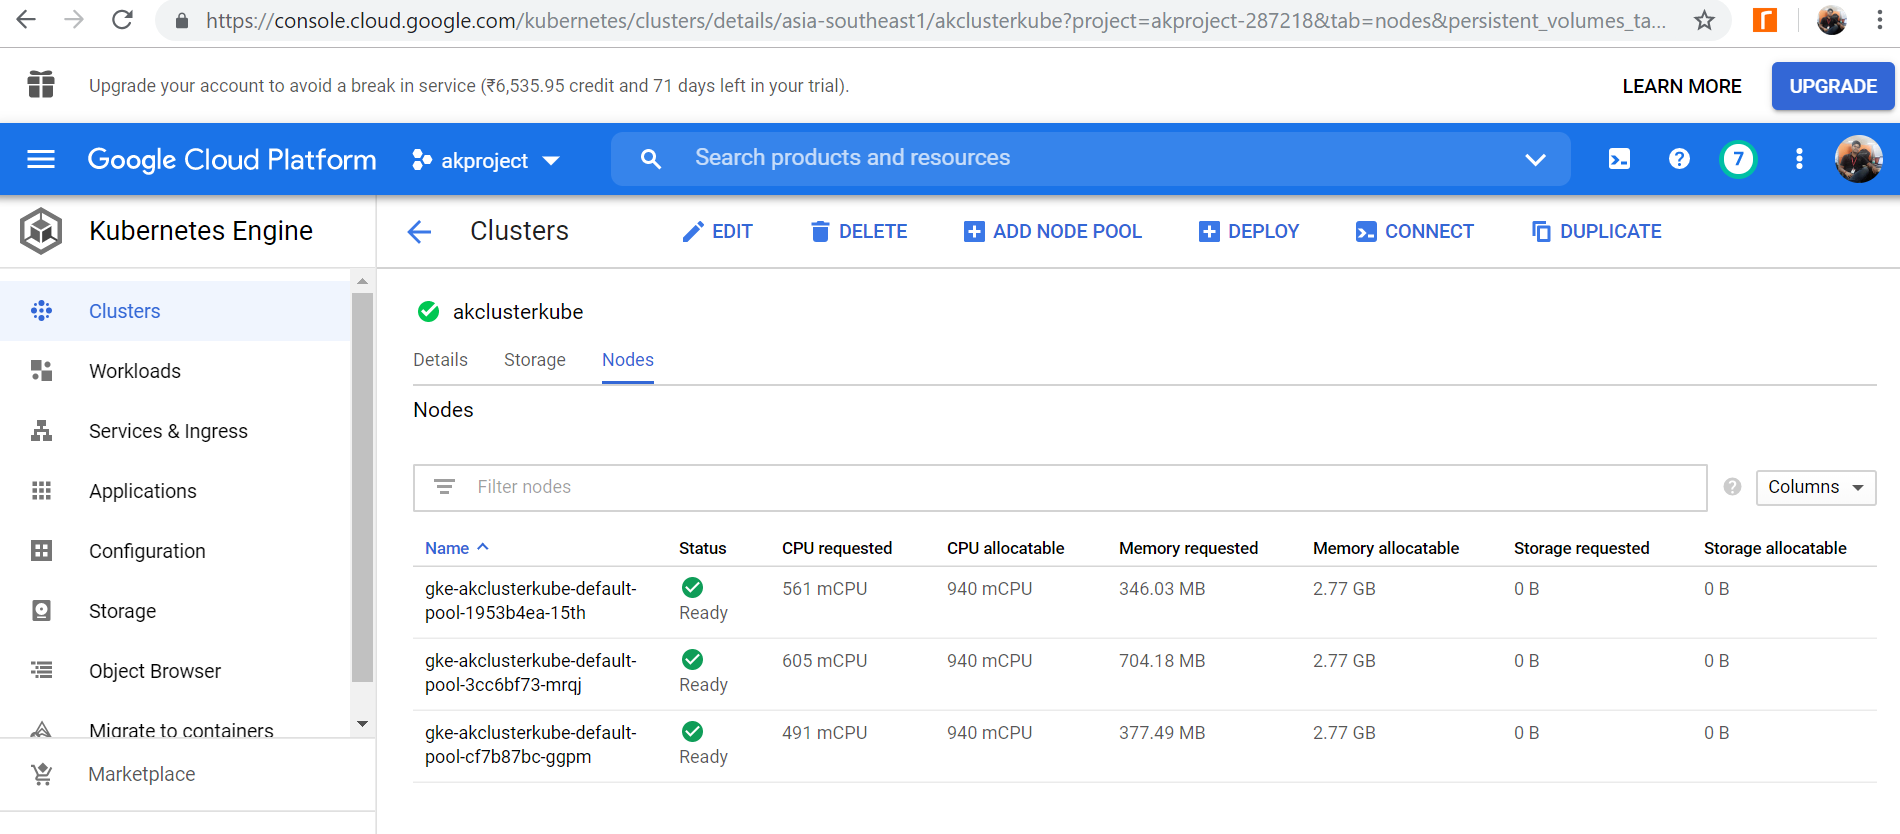 https://console.cloud.google.com/kubernetes/clusters/details/asia-southeast1/akclusterkube?project=akproject-287218&tab=nodes&persistent_volumes_ta...
Upgrade your account to avoid a break in service (₹6,535.95 credit and 71 days left in your trial).
LEARN MORE
UPGRADE
Google Cloud Platform
akproject
Search products and resources
7
Kubernetes Engine
Clusters
EDIT
DELETE
ADD NODE POOL
DEPLOY
CONNECT
DUPLICATE
Clusters
Workloads
Services & Ingress
Applications
Configuration
Storage
Object Browser
Migrate to containers
Marketplace
akclusterkube
Details Storage Nodes
Nodes
Filter nodes
Columns
Name Status CPU requested CPU allocatable Memory requested Memory allocatable Storage requested Storage allocatable
gke-akclusterkube-default- 561 mCPU 940 mCPU 346.03 MB 2.77 GB 0 B 0 B
pool-1953b4ea-15th Ready
gke-akclusterkube-default- 605 mCPU 940 mCPU 704.18 MB 2.77 GB 0 B 0 B
pool-3cc6bf73-mrqj Ready
gke-akclusterkube-default- 491 mCPU 940 mCPU 377.49 MB 2.77 GB 0 B 0 B
pool-cf7b87bc-ggpm Ready